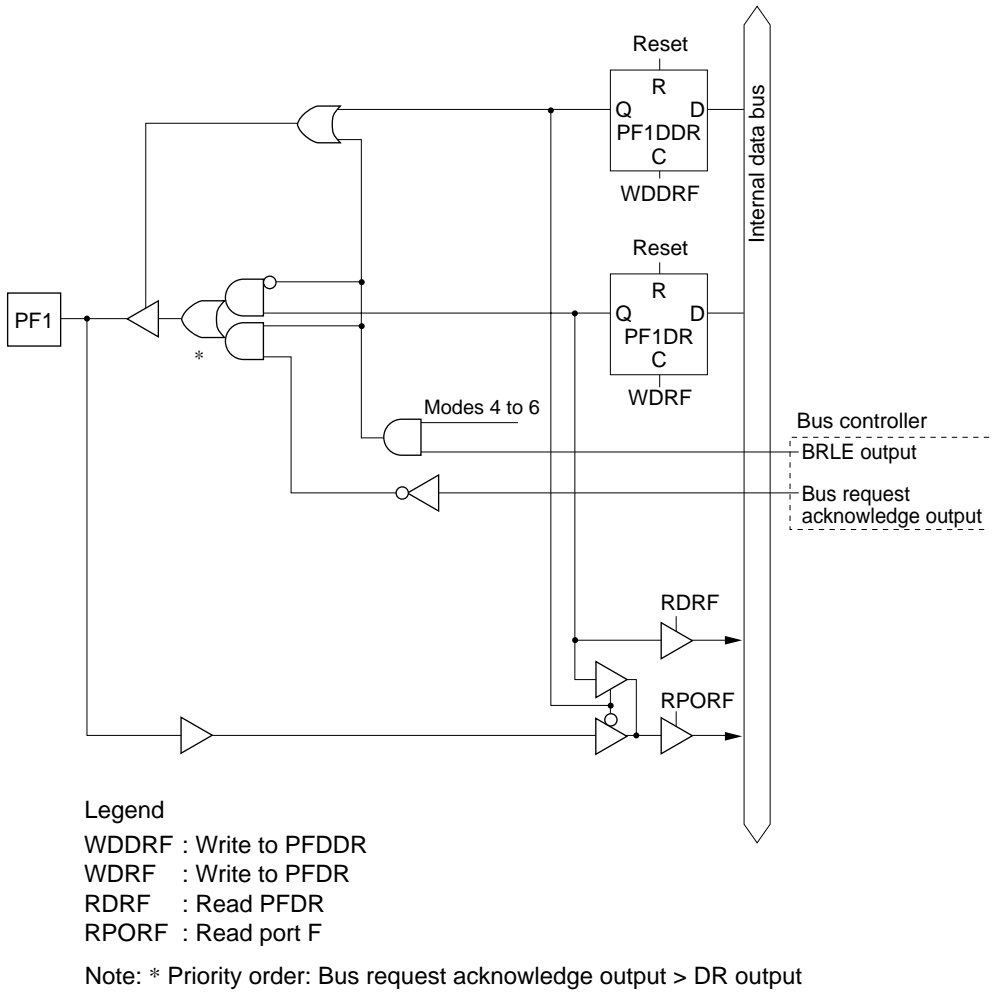 Reset
R
Q D
PF1DDR
C
WDDRF
Internal data bus
Reset
R
Q D
PF1DR
C
WDRF
PF1
*
Modes 4 to 6
Bus controller
BRLE output
Bus request
acknowledge output
RDRF
RPORF
Legend
WDDRF : Write to PFDDR
WDRF : Write to PFDR
RDRF : Read PFDR
RPORF : Read port F
Note: * Priority order: Bus request acknowledge output > DR output